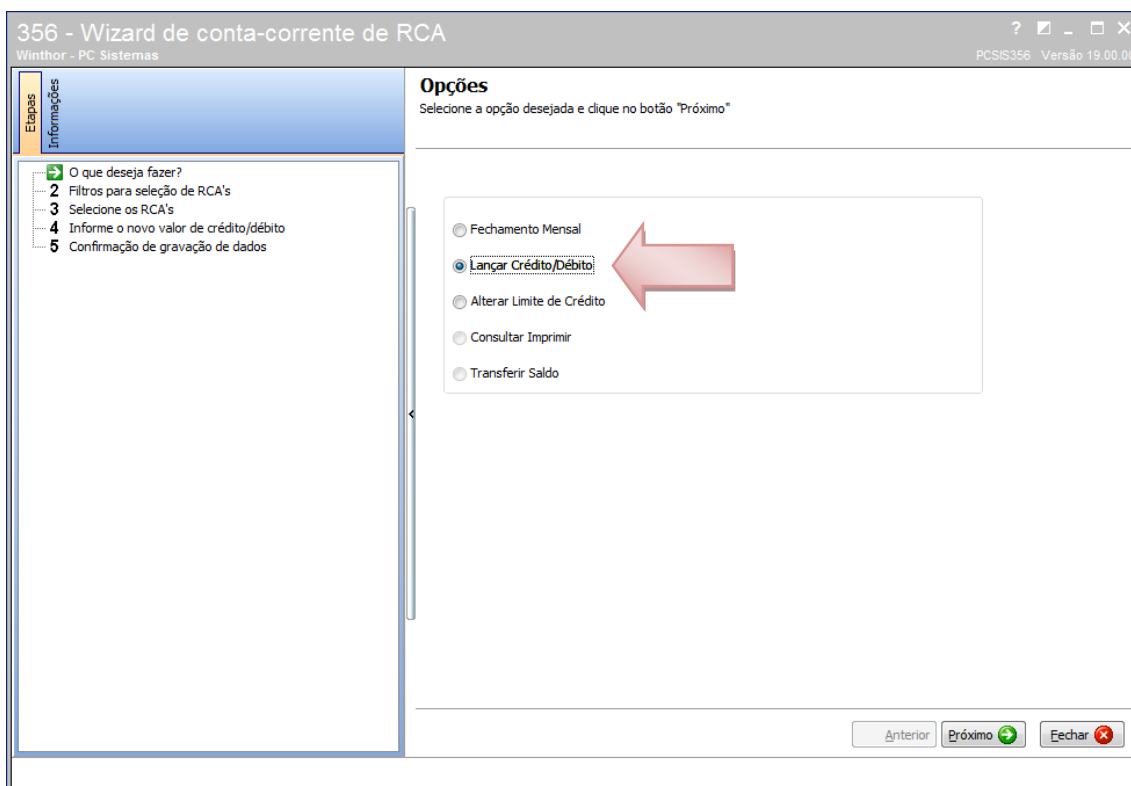 356 - Wizard de conta-corrente de RCA
Winthor - PC Sistemas
PCSIS356 Versão 19.00.00
Etapas
Informações
O que deseja fazer?
2 Filtros para seleção de RCA's
3 Selecione os RCA's
4 Informe o novo valor de crédito/débito
5 Confirmação de gravação de dados
Opções
Selecione a opção desejada e clique no botão "Próximo"
Fechamento Mensal
Lançar Crédito/Débito
Alterar Limite de Crédito
Consultar Imprimir
Transferir Saldo
Anterior
Próximo
Fechar